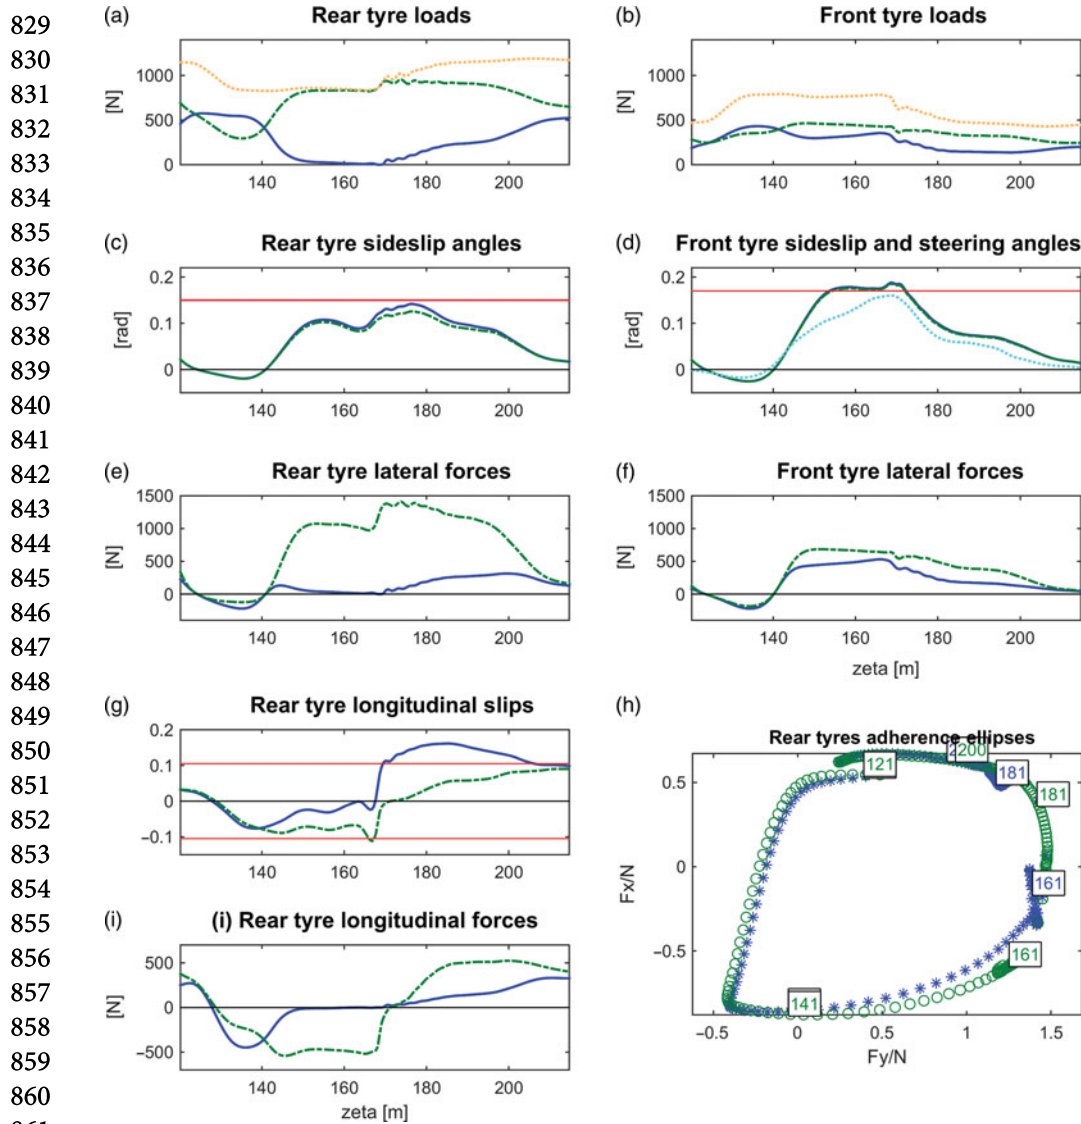 829
830
831
832
833
834
835
836
837
838
839
840
841
842
843
844
845
846
847
848
849
850
851
852
853
854
855
856
857
858
859
860
(a) Rear tyre loads
[N]
1000
500
0
140 160 180 200
(b) Front tyre loads
[N]
1000
500
0
140 160 180 200
(c) Rear tyre sideslip angles
[rad]
0.2
0.1
0
140 160 180 200
(d) Front tyre sideslip and steering angles
[rad]
0.2
0.1
0
140 160 180 200
(e) Rear tyre lateral forces
[N]
1500
1000
500
0
140 160 180 200
(f) Front tyre lateral forces
[N]
1500
1000
500
0
140 160 180 200
zeta [m]
(g) Rear tyre longitudinal slips
0.2
0.1
0
−0.1
140 160 180 200
(h)
Rear tyres adherence ellipses
Fx/N
0.5
0
−0.5
121
200
181
181
161
161
141
−0.5 0 0.5 1 1.5
Fy/N
(i) (i) Rear tyre longitudinal forces
[N]
500
0
−500
140 160 180 200
zeta [m]